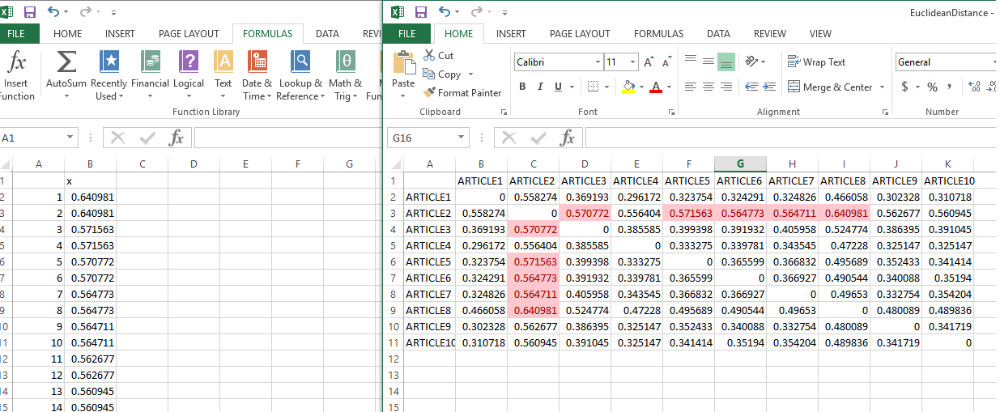 EuclideanDistance -
FILE HOME INSERT PAGE LAYOUT FORMULAS DATA REVI
fx Insert Function
AutoSum Recently Used Financial Logical Text Date & Time Lookup & Reference Math & Trig Fun
Function Library
A1 fx
A B C D E F G
1 x
2 1 0.640981
3 2 0.640981
4 3 0.571563
5 4 0.571563
6 5 0.570772
7 6 0.570772
8 7 0.564773
9 8 0.564773
10 9 0.564711
11 10 0.564711
12 11 0.562677
13 12 0.562677
14 13 0.560945
15 14 0.560945
FILE HOME INSERT PAGE LAYOUT FORMULAS DATA REVIEW VIEW
Paste Cut Copy Format Painter
Calibri 11 A A Wrap Text General
B I U A Merge & Center $ % ,
Clipboard Font Alignment Number
G16 fx
A B C D E F G H I J K
1 ARTICLE1 ARTICLE2 ARTICLE3 ARTICLE4 ARTICLE5 ARTICLE6 ARTICLE7 ARTICLE8 ARTICLE9 ARTICLE10
2 ARTICLE1 0 0.558274 0.369193 0.296172 0.323754 0.324291 0.324826 0.466058 0.302328 0.310718
3 ARTICLE2 0.558274 0 0.570772 0.556404 0.571563 0.564773 0.564711 0.640981 0.562677 0.560945
4 ARTICLE3 0.369193 0.570772 0 0.385585 0.399398 0.391932 0.405958 0.524774 0.386395 0.391045
5 ARTICLE4 0.296172 0.556404 0.385585 0 0.333275 0.339781 0.343545 0.47228 0.325147 0.325147
6 ARTICLE5 0.323754 0.571563 0.399398 0.333275 0 0.365599 0.366832 0.495689 0.352433 0.341414
7 ARTICLE6 0.324291 0.564773 0.391932 0.339781 0.365599 0 0.366927 0.490544 0.340088 0.35194
8 ARTICLE7 0.324826 0.564711 0.405958 0.343545 0.366832 0.366927 0 0.49653 0.332754 0.354204
9 ARTICLE8 0.466058 0.640981 0.524774 0.47228 0.495689 0.490544 0.49653 0 0.480089 0.489836
10 ARTICLE9 0.302328 0.562677 0.386395 0.325147 0.352433 0.340088 0.332754 0.480089 0 0.341719
11 ARTICLE10 0.310718 0.560945 0.391045 0.325147 0.341414 0.35194 0.354204 0.489836 0.341719 0
12
13
14
15